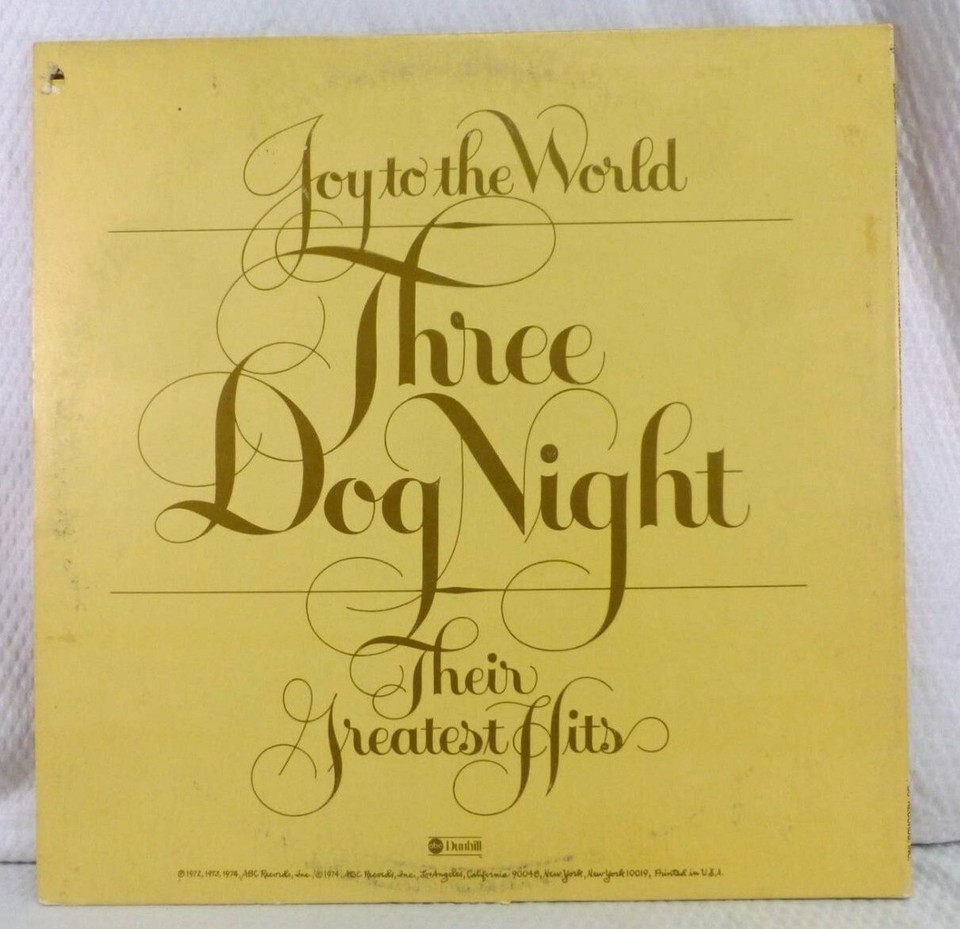 Joy to the World
Three
Dog Night
Their
Greatest Hits
abc Dunhill
℗ 1972, 1973, 1974, ABC Records, Inc. © 1974 ABC Records, Inc., Los Angeles, California 90048, New York, New York 10019, Printed in U.S.A.